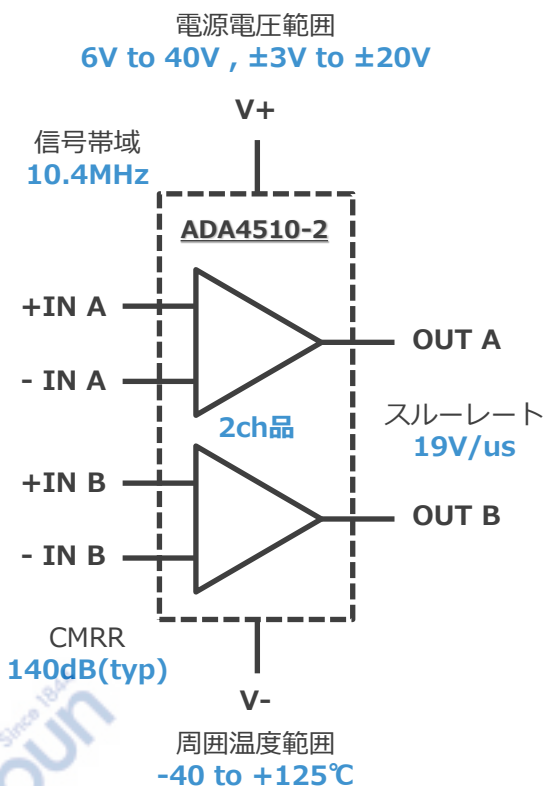 電源電圧範囲
6V to 40V , ±3V to ±20V
V+
信号帯域
10.4MHz
ADA4510-2
+IN A
OUT A
- IN A
2ch品
スルーレート
19V/us
+IN B
OUT B
- IN B
CMRR
140dB(typ)
V-
周囲温度範囲
-40 to +125℃
Since 1844